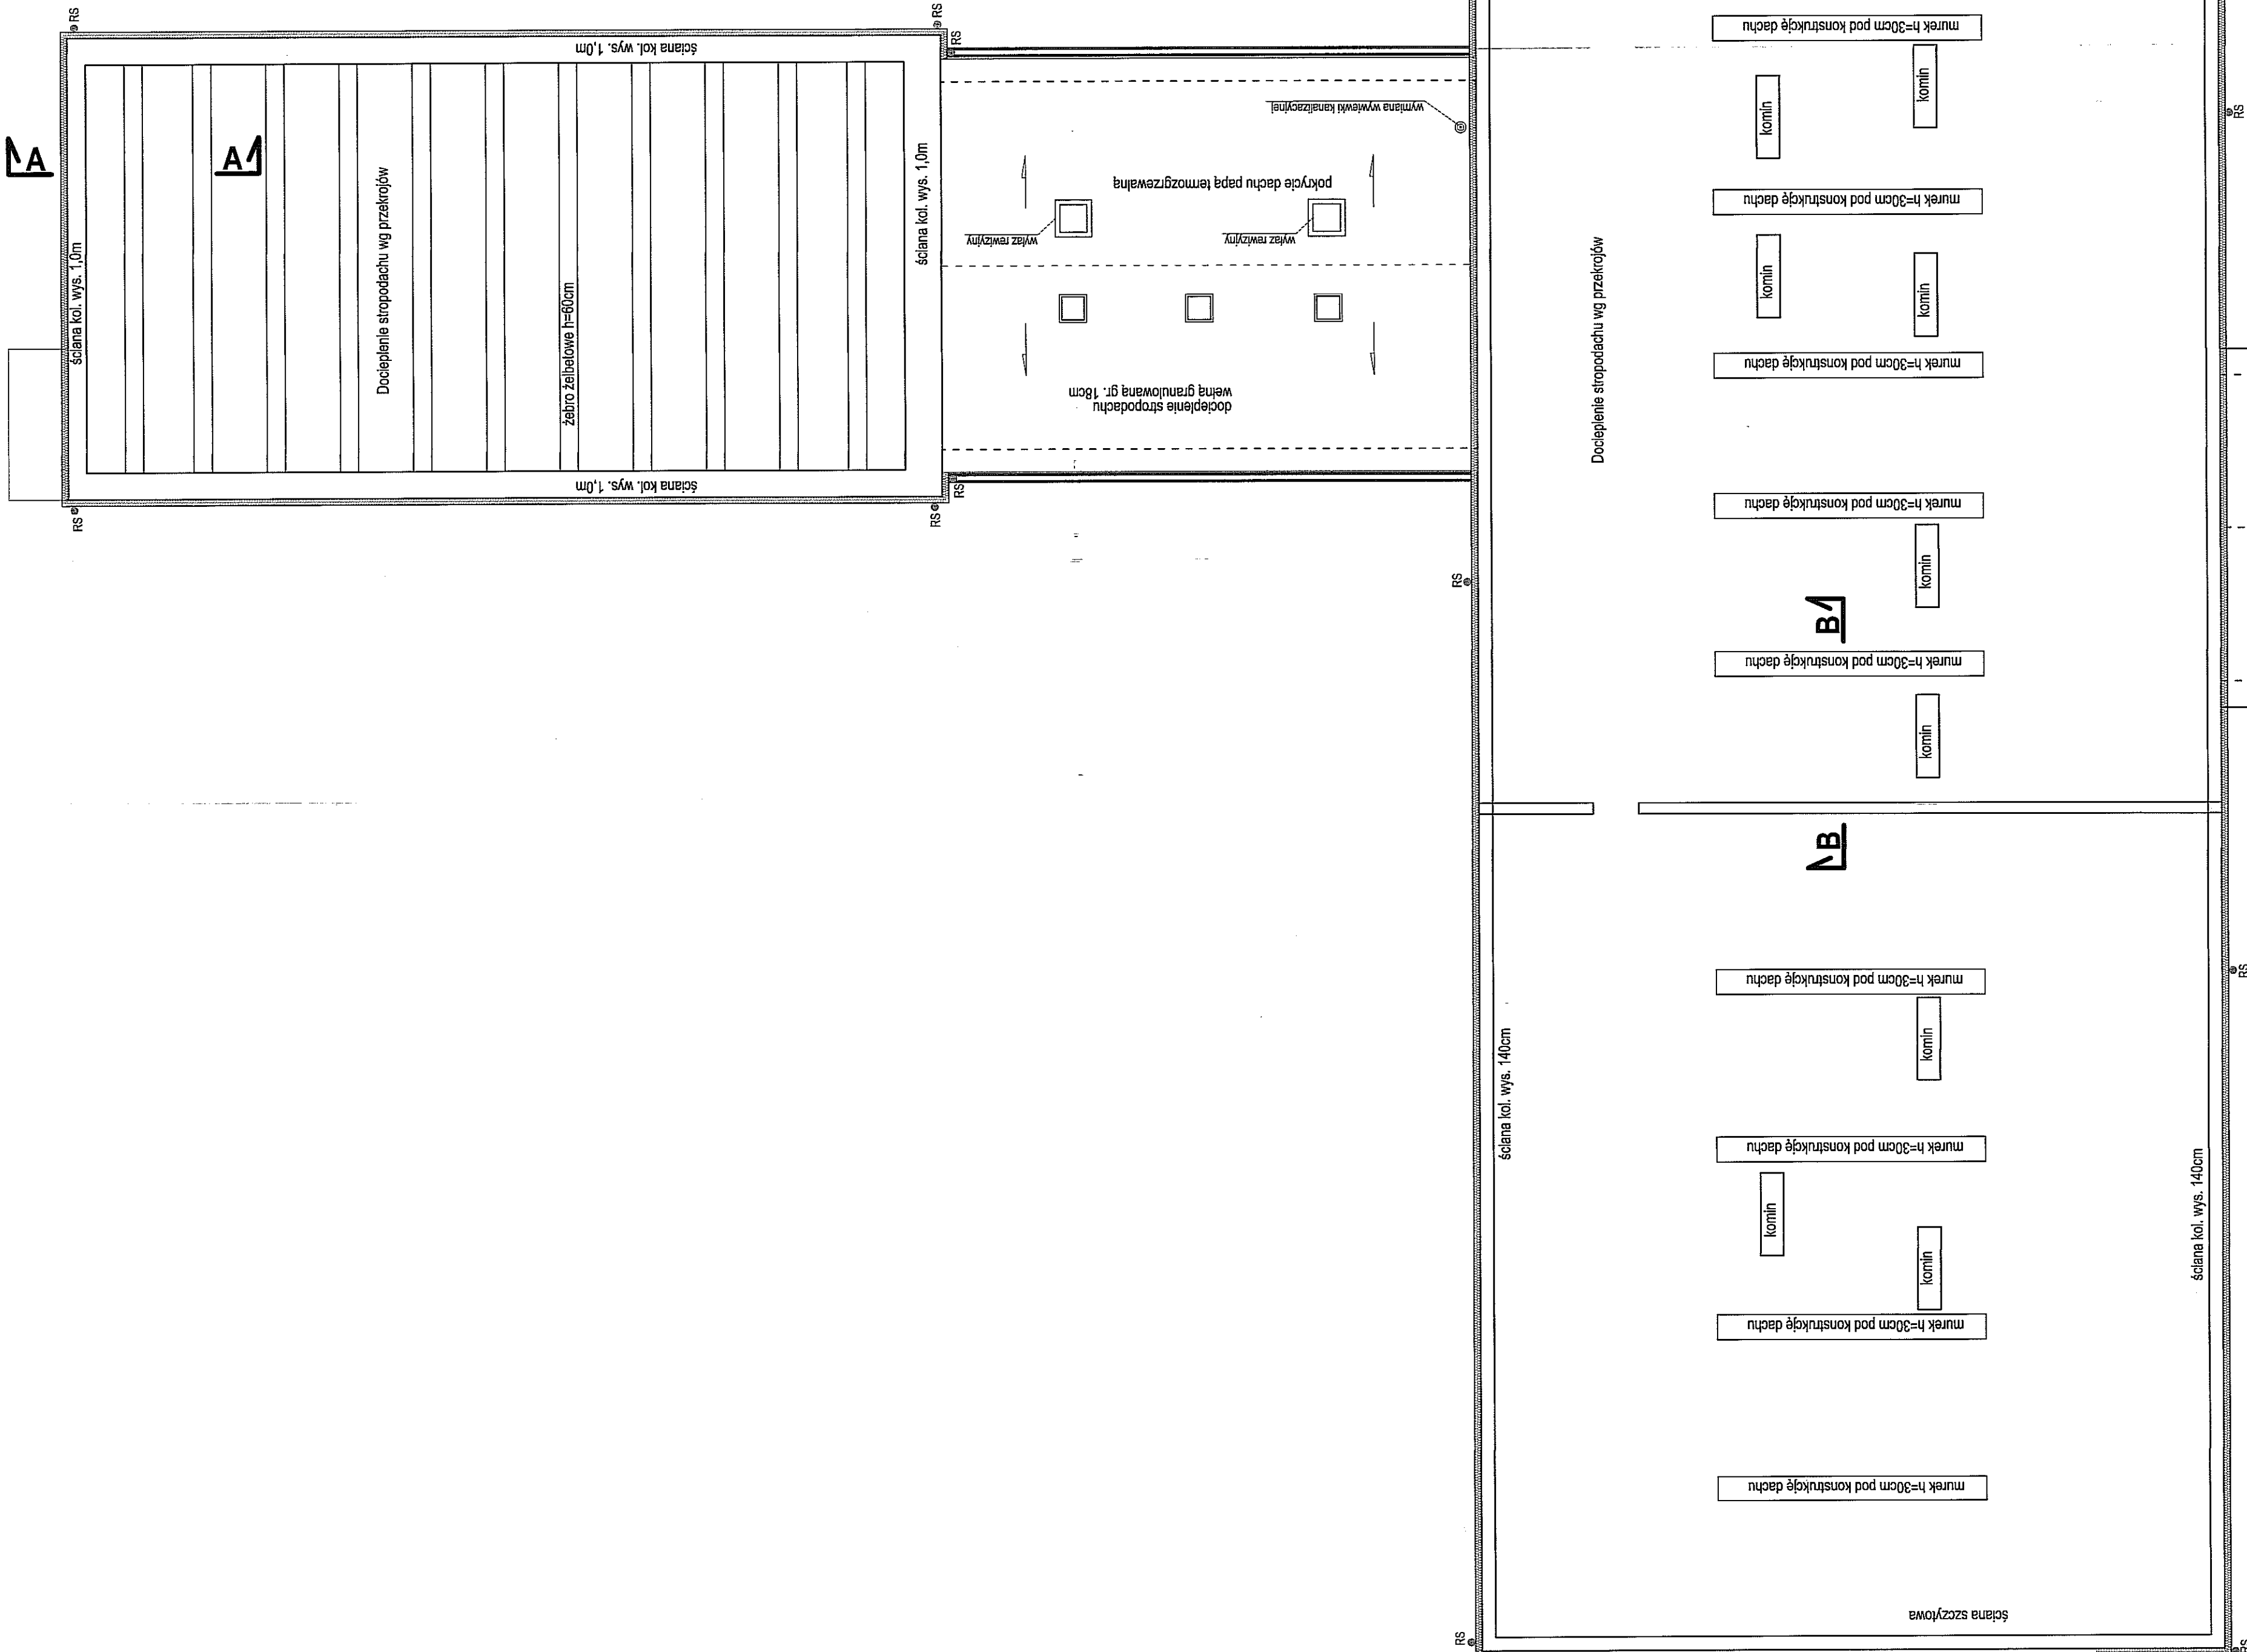 RS
RS
ściana kol. wys. 1,0m
A
A
ściana kol. wys. 1,0m
Docieplenie stropodachu wg przekrojów
żebro żelbetowe h=60cm
ściana kol. wys. 1,0m
ściana kol. wys. 1,0m
RS
RS
RS
RS
wymiana wywiewki kanalizacyjnej
pokrycie dachu papą termozgrzewalną
wyłaz rewizyjny
wyłaz rewizyjny
docieplenie stropodachu
wełną granulowaną gr. 18cm
RS
murek h=30cm pod konstrukcję dachu
komin
komin
RS
murek h=30cm pod konstrukcję dachu
Docieplenie stropodachu wg przekrojów
komin
komin
murek h=30cm pod konstrukcję dachu
murek h=30cm pod konstrukcję dachu
komin
B
murek h=30cm pod konstrukcję dachu
komin
B
murek h=30cm pod konstrukcję dachu
RS
komin
ściana kol. wys. 140cm
murek h=30cm pod konstrukcję dachu
komin
komin
ściana kol. wys. 140cm
murek h=30cm pod konstrukcję dachu
murek h=30cm pod konstrukcję dachu
ściana szczytowa
RS
RS